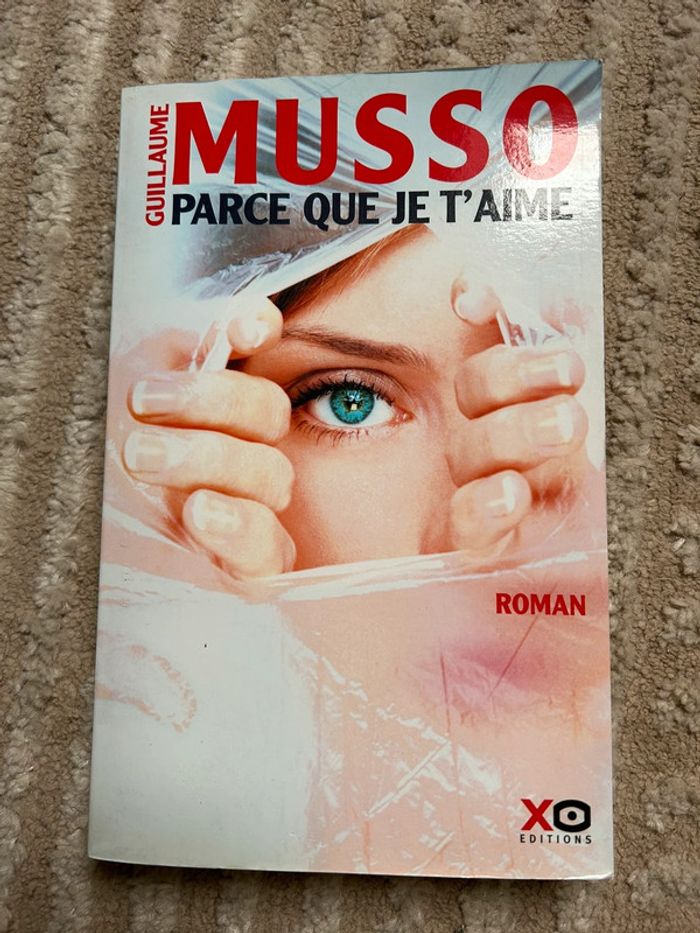 GUILLAUME
MUSSO
PARCE QUE JE T'AIME
ROMAN
XO
EDITIONS